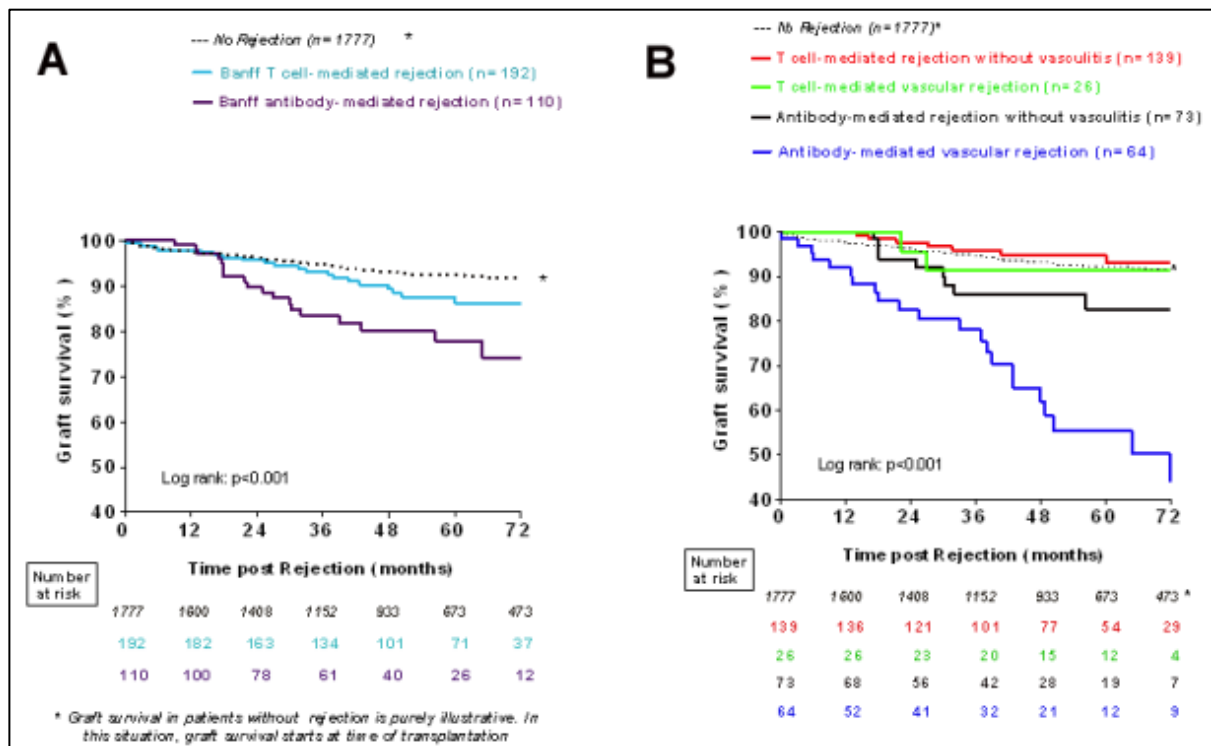 A
--- No Rejection (n=1777) *
Banff T cell-mediated rejection (n=192)
Banff antibody-mediated rejection (n=110)
Graft survival (%)
100
90
80
70
60
50
40
Log rank: p<0.001
0 12 24 36 48 60 72
*
Time post Rejection (months)
Number
at risk
1777 1600 1408 1152 933 673 473
192 182 163 134 101 71 37
110 100 78 61 40 26 12
* Graft survival in patients without rejection is purely illustrative. In
this situation, graft survival starts at time of transplantation
B
--- No Rejection (n=1777)*
T cell-mediated rejection without vasculitis (n=139)
T cell-mediated vascular rejection (n=26)
Antibody-mediated rejection without vasculitis (n=73)
Antibody-mediated vascular rejection (n=64)
Graft survival (%)
100
90
80
70
60
50
40
Log rank: p<0.001
0 12 24 36 48 60 72
*
Time post Rejection (months)
Number
at risk
1777 1600 1408 1152 933 673 473 *
139 136 121 101 77 54 29
26 26 23 20 15 12 4
73 68 56 42 28 19 7
64 52 41 32 21 12 9